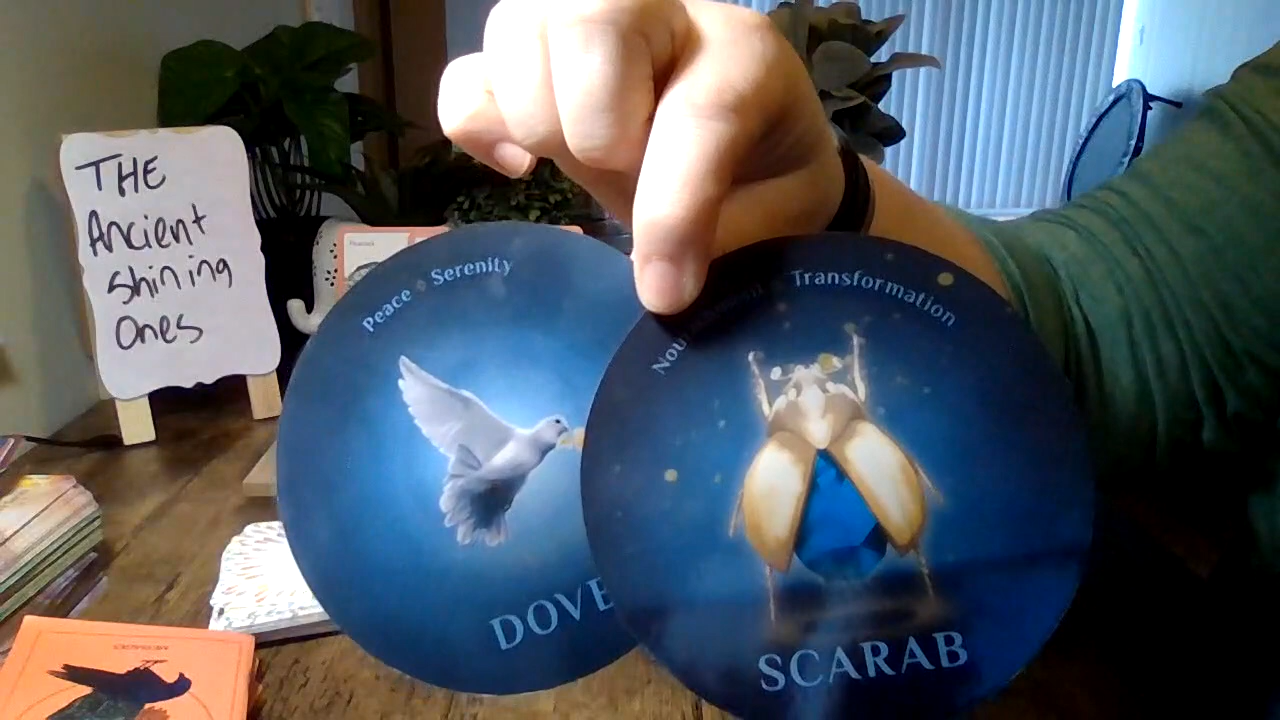 THE
Ancient
shining
Ones
Peace • Serenity
DOVE
Transformation
SCARAB